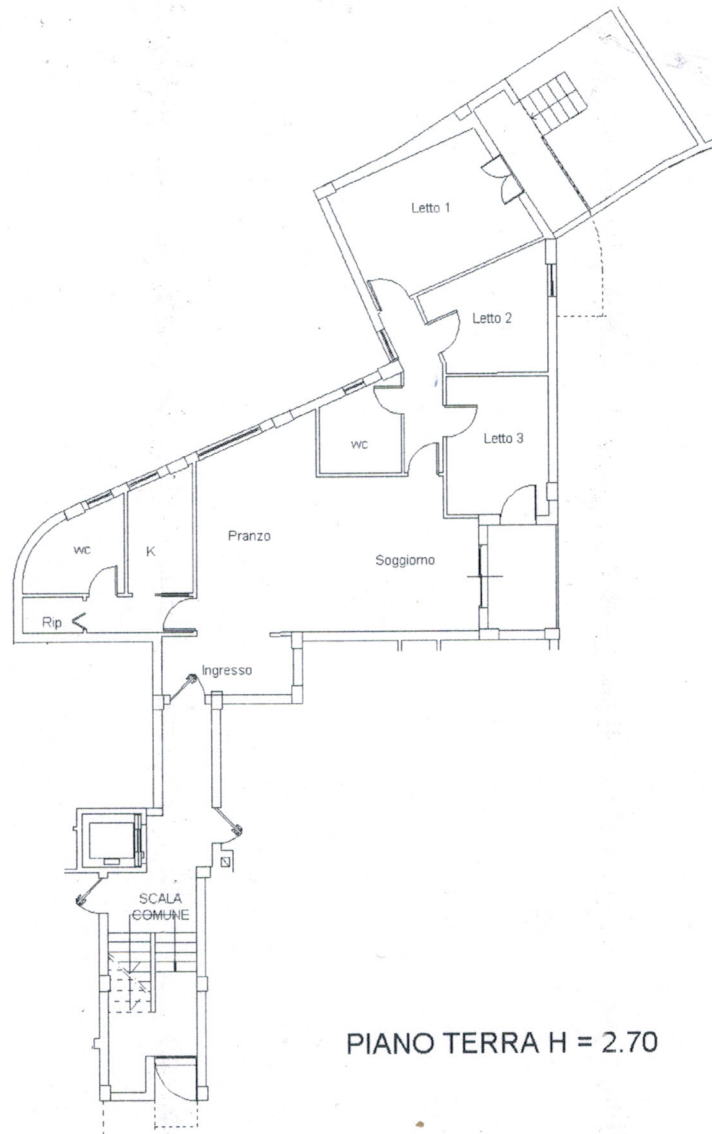 Letto 1
Letto 2
Letto 3
wc
Pranzo
wc
K
Soggiorno
Rip
Ingresso
SCALA
COMUNE
PIANO TERRA H = 2.70